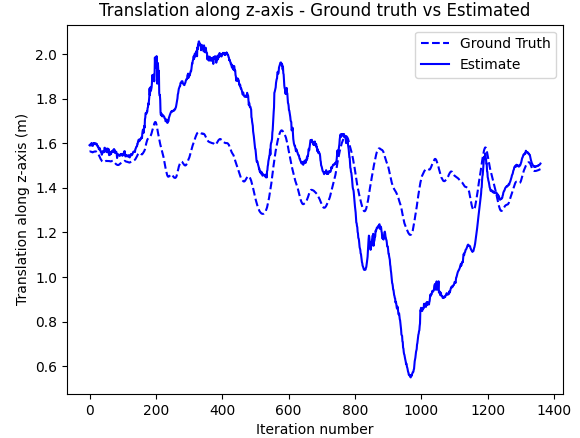 Translation along z-axis - Ground truth vs Estimated
Ground Truth
Estimate
Translation along z-axis (m)
2.0
1.8
1.6
1.4
1.2
1.0
0.8
0.6
0 200 400 600 800 1000 1200 1400
Iteration number